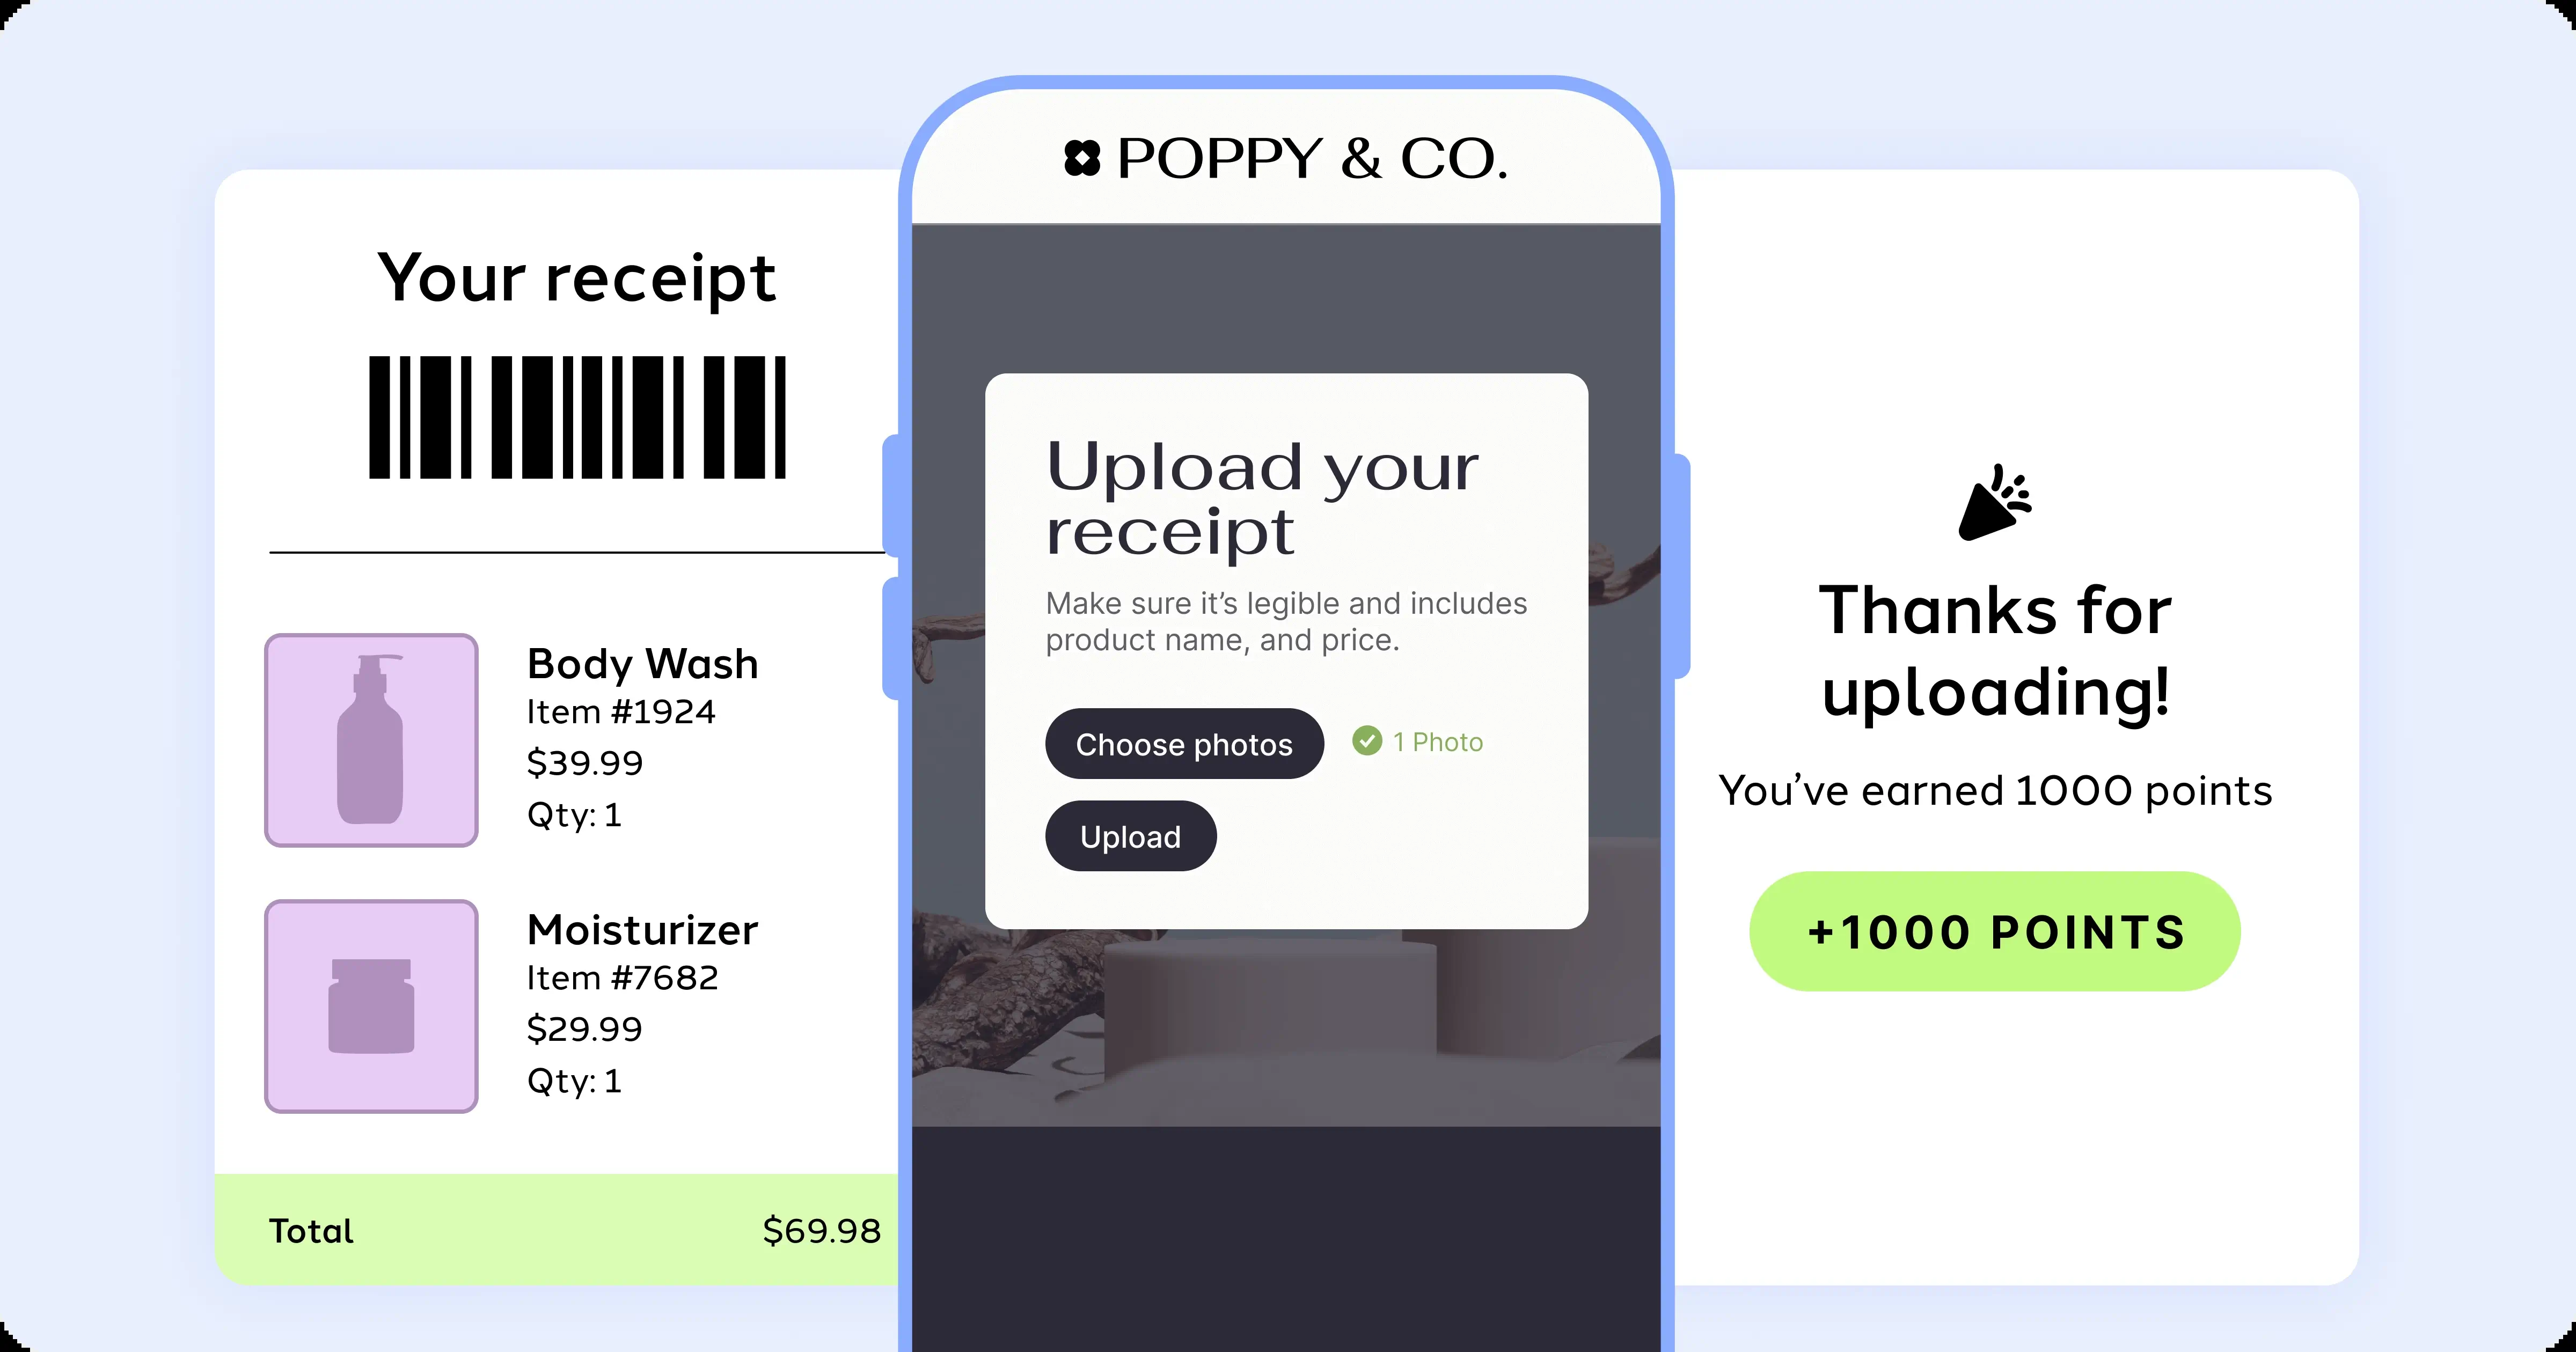 Your receipt
Body Wash
Item #1924
$39.99
Qty: 1
Moisturizer
Item #7682
$29.99
Qty: 1
Total $69.98
POPPY & CO.
Upload your
receipt
Make sure it’s legible and includes
product name, and price.
Choose photos 1 Photo
Upload
Thanks for
uploading!
You’ve earned 1000 points
+1000 POINTS